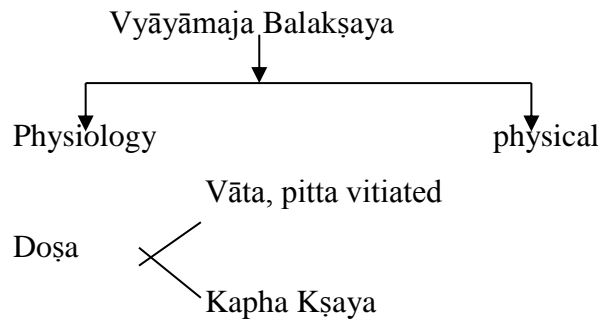 Vyāyāmaja Balakṣaya
Physiology physical
Vāta, pitta vitiated
Doṣa
Kapha Kṣaya